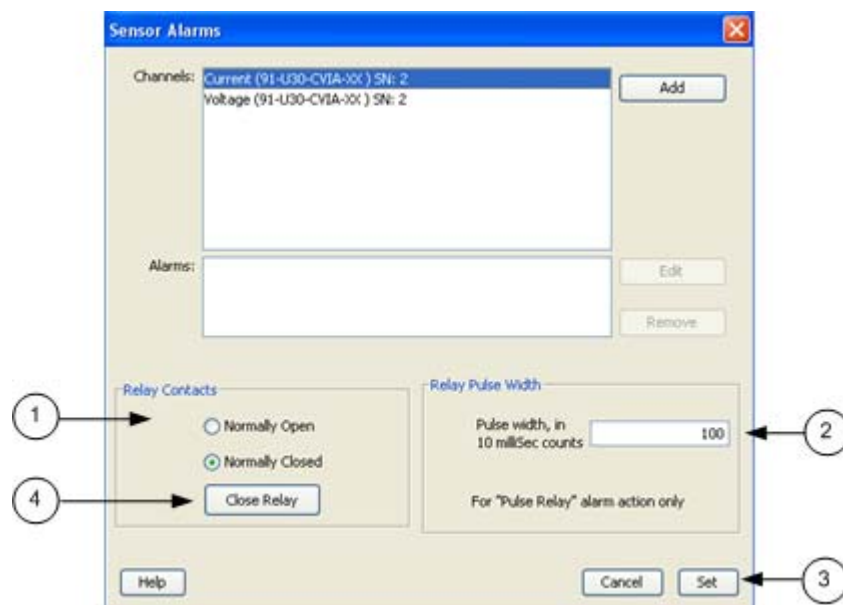 Sensor Alarms
Channels:
Current (91-U30-CVIA-XX ) SN: 2
Voltage (91-U30-CVIA-XX ) SN: 2
Add
Alarms:
Edit
Remove
Relay Contacts
1
Normally Open
Normally Closed
4
Close Relay
Relay Pulse Width
Pulse width, in
10 milliSec counts
100
2
For "Pulse Relay" alarm action only
Help
Cancel
Set
3